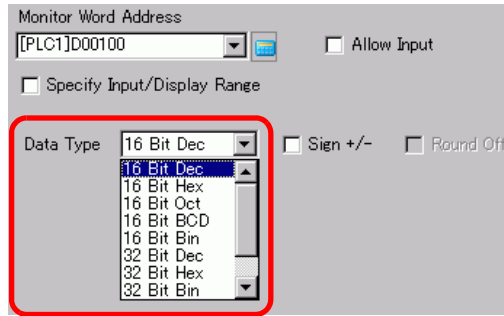 Monitor Word Address
[PLC1]D00100
Allow Input
Specify Input/Display Range
Data Type 16 Bit Dec Sign +/- Round Off
16 Bit Dec
16 Bit Hex
16 Bit Oct
16 Bit BCD
16 Bit Bin
32 Bit Dec
32 Bit Hex
32 Bit Bin